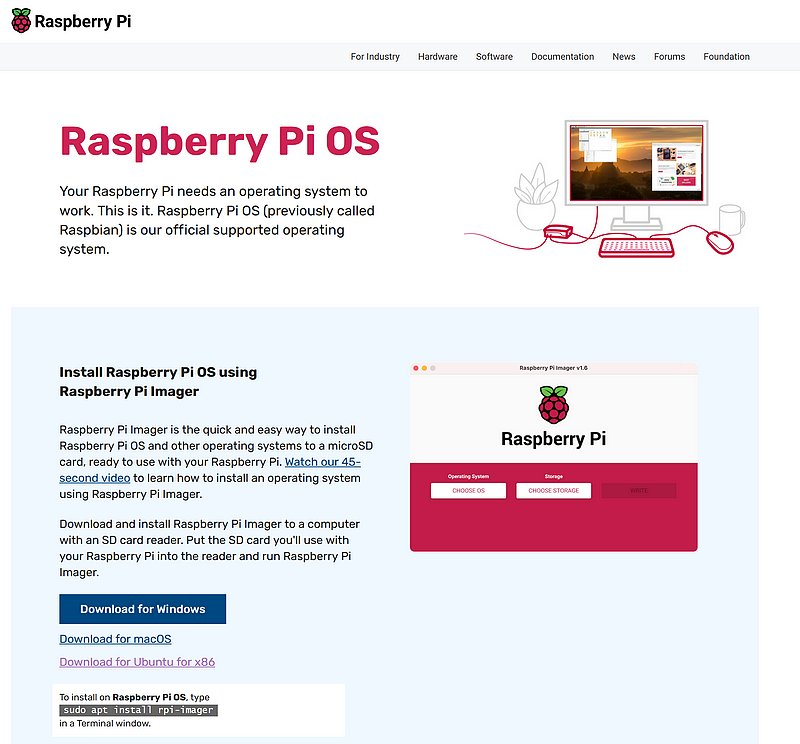 Raspberry Pi
For Industry Hardware Software Documentation News Forums Foundation
Raspberry Pi OS
Your Raspberry Pi needs an operating system to
work. This is it. Raspberry Pi OS (previously called
Raspbian) is our official supported operating
system.
Install Raspberry Pi OS using
Raspberry Pi Imager
Raspberry Pi Imager is the quick and easy way to install
Raspberry Pi OS and other operating systems to a microSD
card, ready to use with your Raspberry Pi. Watch our 45-
second video to learn how to install an operating system
using Raspberry Pi Imager.
Download and install Raspberry Pi Imager to a computer
with an SD card reader. Put the SD card you'll use with
your Raspberry Pi into the reader and run Raspberry Pi
Imager.
Download for Windows
Download for macOS
Download for Ubuntu for x86
To install on Raspberry Pi OS, type
sudo apt install rpi-imager
in a Terminal window.
Raspberry Pi Imager v1.6
Raspberry Pi
Operating System Storage
CHOOSE OS CHOOSE STORAGE WRITE